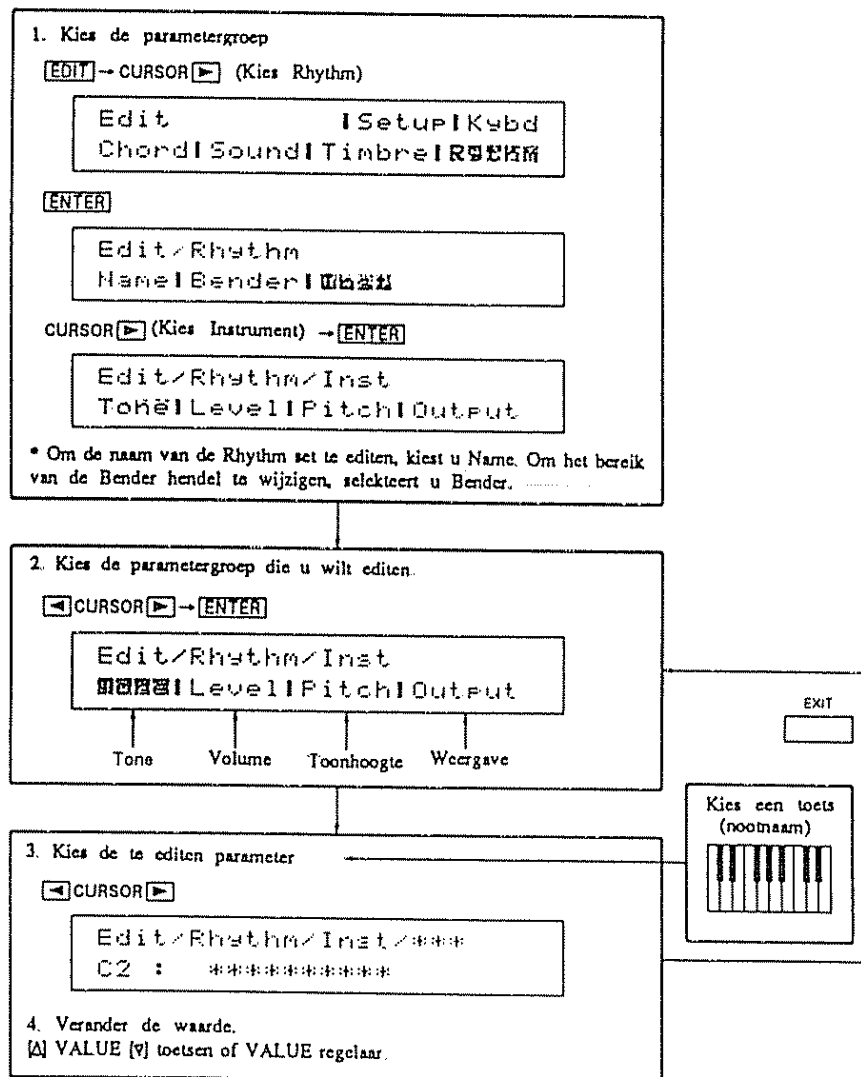 1. Kies de parametergroep
EDIT → CURSOR ► (Kies Rhythm)
Edit |Setup|Kybd
Chord|Sound|Timbre|Rhythm
ENTER
Edit/Rhythm
Name|Bender|Inst
CURSOR ► (Kies Instrument) → ENTER
Edit/Rhythm/Inst
Tone|Level|Pitch|Output
* Om de naam van de Rhythm set te editen, kiest u Name. Om het bereik
van de Bender hendel te wijzigen, selekteert u Bender.
2. Kies de parametergroep die u wilt editen.
◄ CURSOR ► → ENTER
Edit/Rhythm/Inst
Tone|Level|Pitch|Output
Tone Volume Toonhoogte Weergave
EXIT
Kies een toets
(nootnaam)
3. Kies de te editen parameter
◄ CURSOR ►
Edit/Rhythm/Inst/***
C2 : **********
4. Verander de waarde.
[△] VALUE [▽] toetsen of VALUE regelaar.